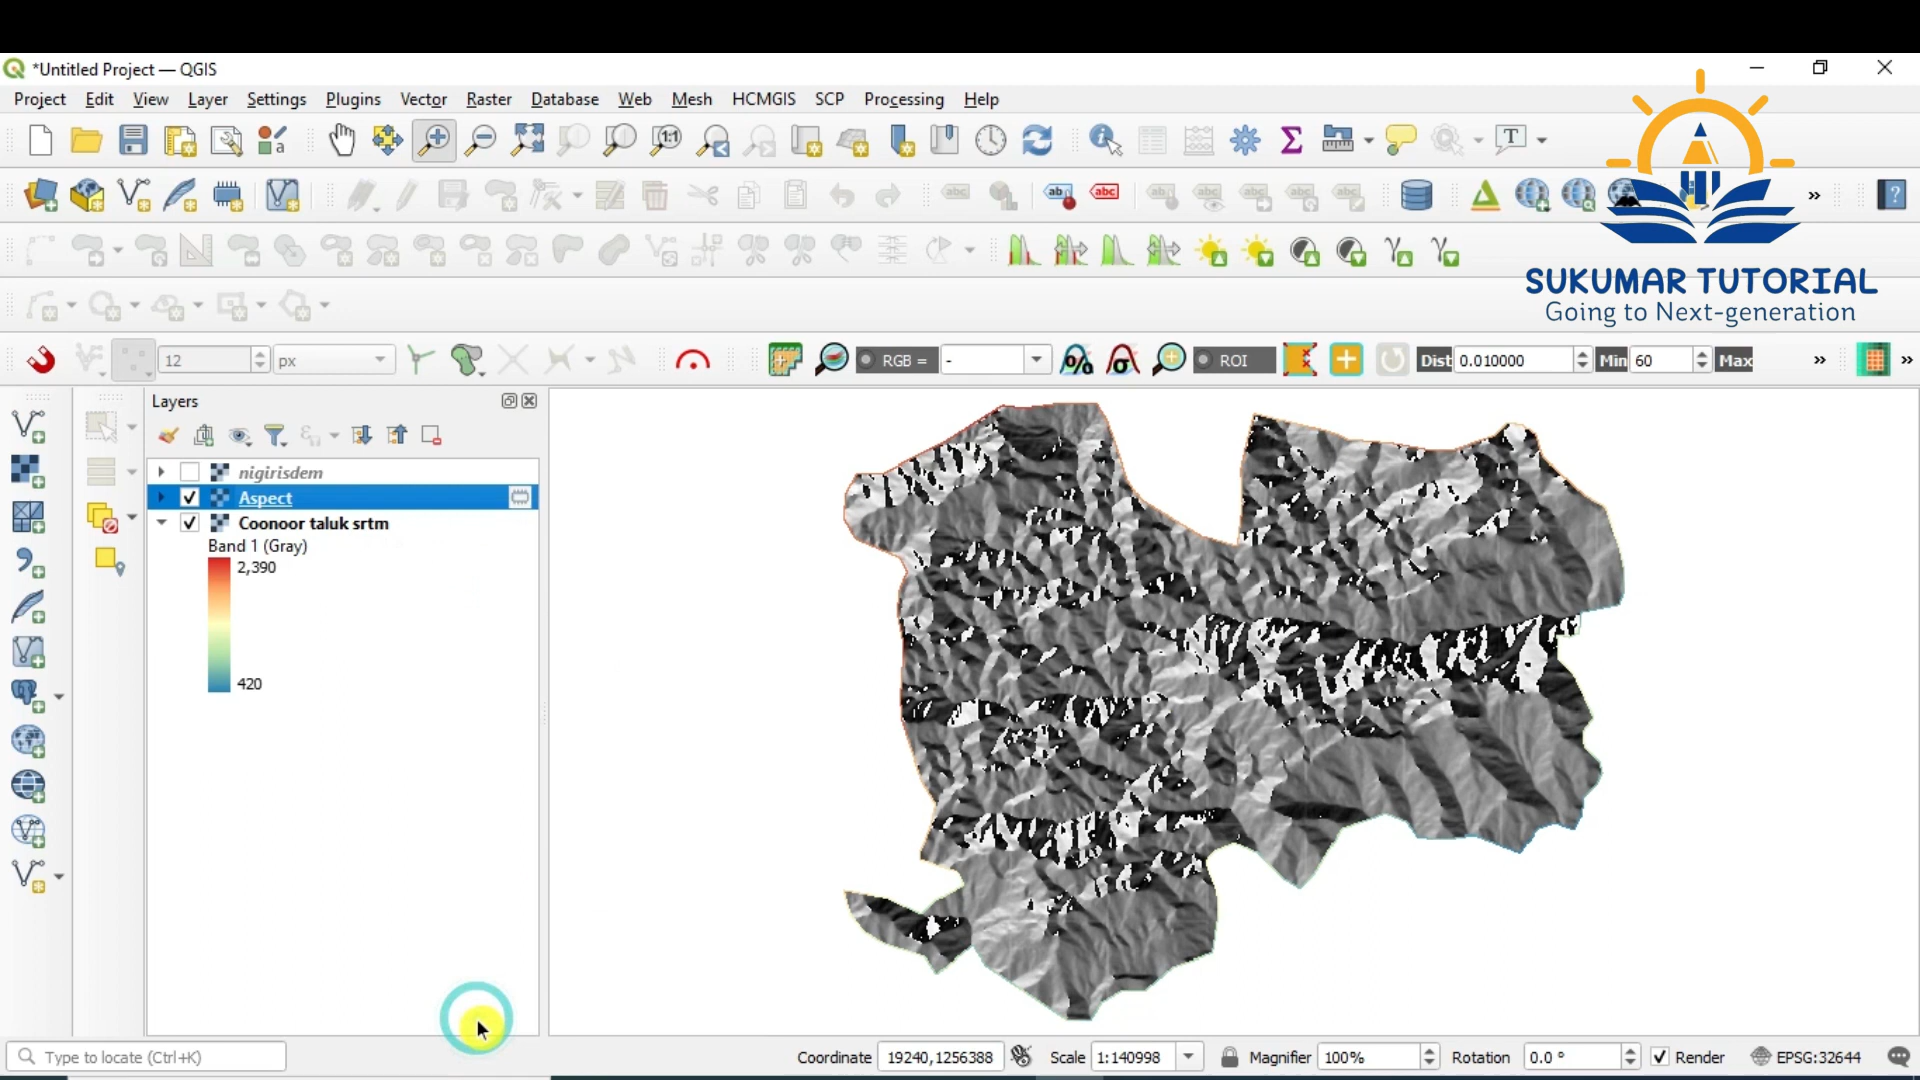 *Untitled Project — QGIS
Project Edit View Layer Settings Plugins Vector Raster Database Web Mesh HCMGIS SCP Processing Help
SUKUMAR TUTORIAL
Going to Next-generation
12 px RGB = - ROI Dist 0.010000 Min 60 Max
Layers
nigirisdem
Aspect
Coonoor taluk srtm
Band 1 (Gray)
2,390
420
Type to locate (Ctrl+K) Coordinate 19240,1256388 Scale 1:140998 Magnifier 100% Rotation 0.0 ° Render EPSG:32644